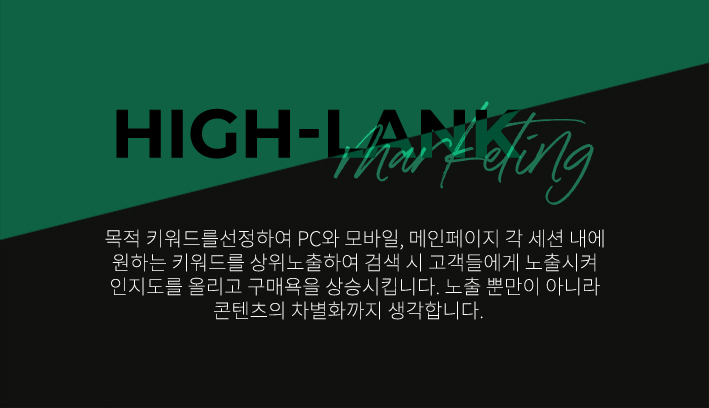 HIGH-LANK
marketing
목적 키워드를선정하여 PC와 모바일, 메인페이지 각 세션 내에
원하는 키워드를 상위노출하여 검색 시 고객들에게 노출시켜
인지도를 올리고 구매욕을 상승시킵니다. 노출 뿐만이 아니라
콘텐츠의 차별화까지 생각합니다.